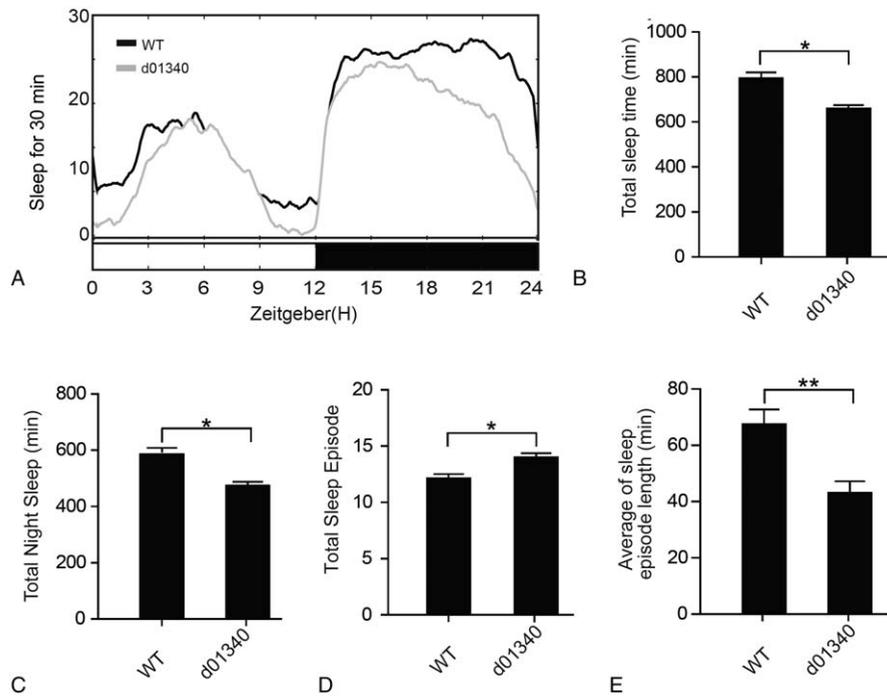 30
20
10
0
Sleep for 30 min
WT
d01340
0 3 6 9 12 15 18 21 24
Zeitgeber(H)
A
1000
800
600
400
200
0
Total sleep time (min)
*
WT
d01340
B
800
600
400
200
0
Total Night Sleep (min)
*
WT
d01340
C
20
15
10
5
0
Total Sleep Episode
*
WT
d01340
D
80
60
40
20
0
Average of sleep
episode length (min)
**
WT
d01340
E